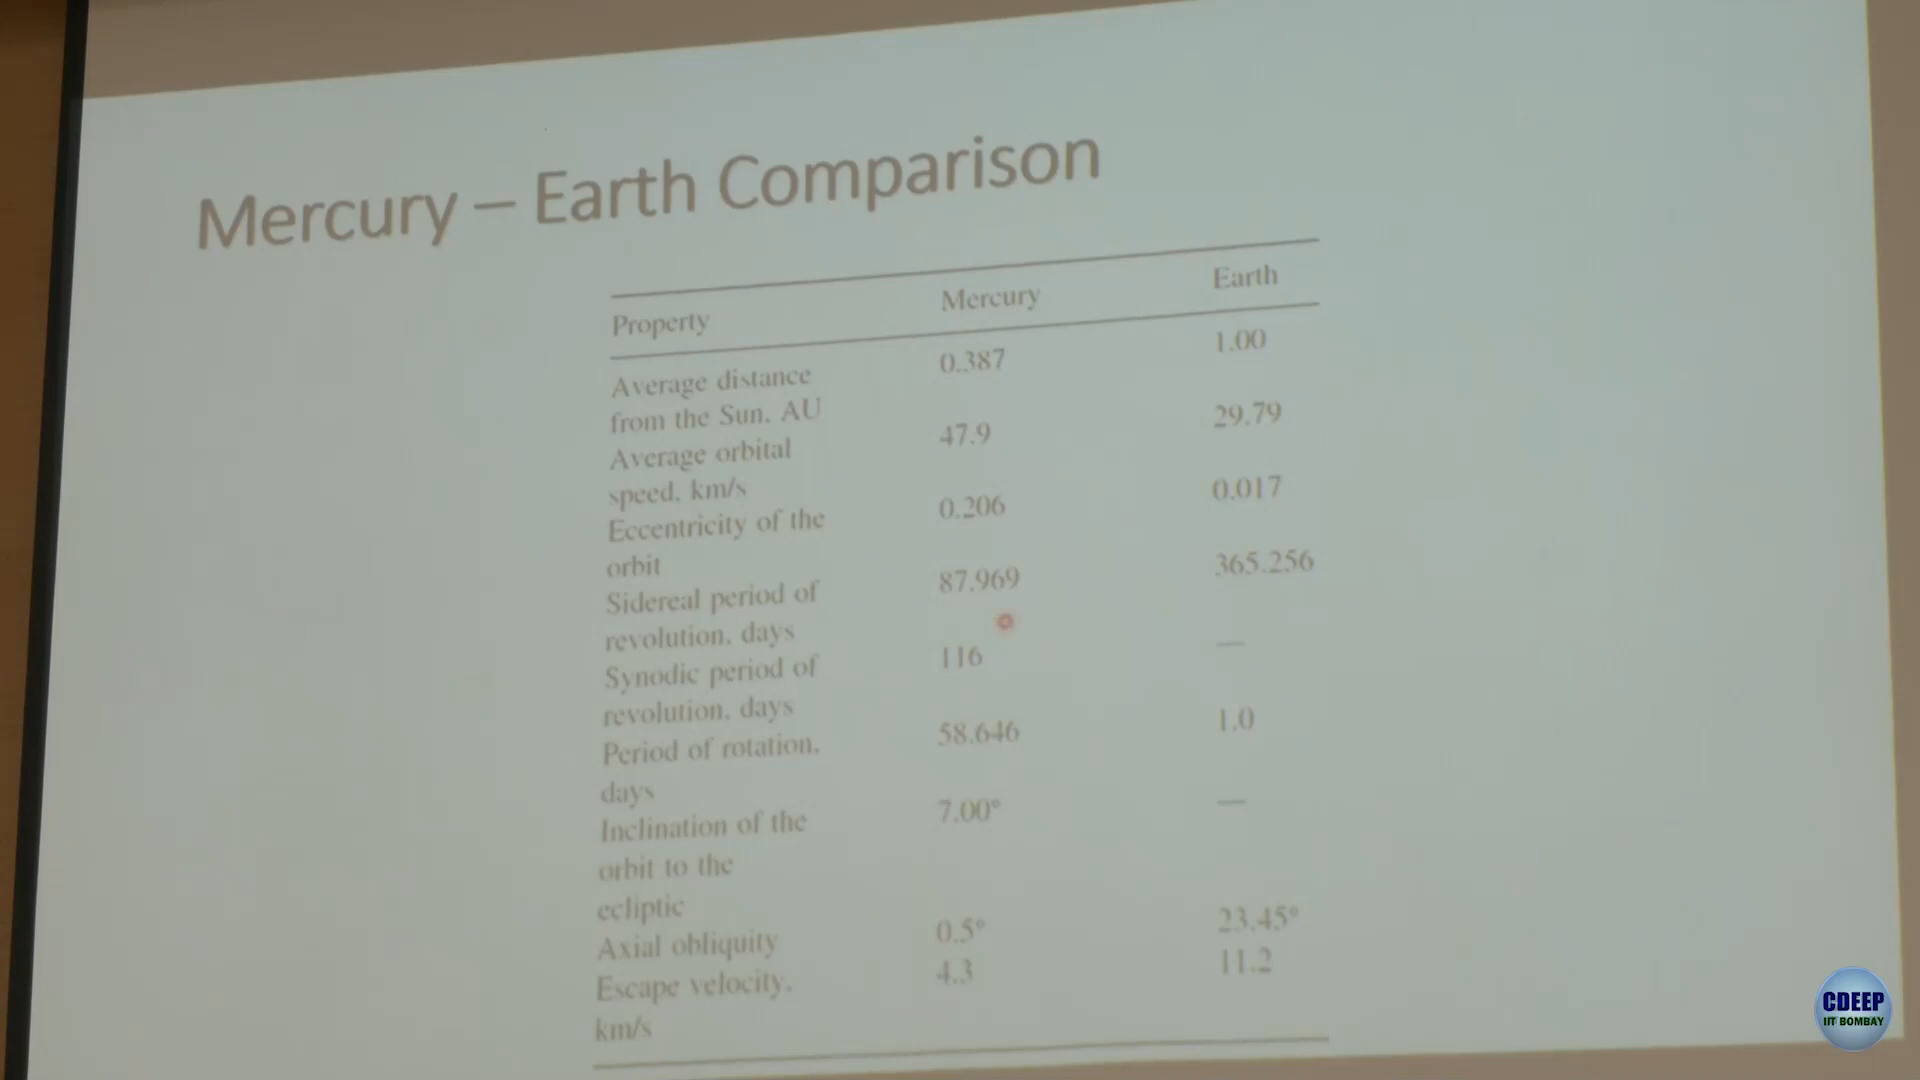 Mercury – Earth Comparison
Property Mercury Earth
Average distance 0.387 1.00
from the Sun, AU
Average orbital 47.9 29.79
speed, km/s
Eccentricity of the 0.206 0.017
orbit
Sidereal period of 87.969 365.256
revolution, days
Synodic period of 116 —
revolution, days
Period of rotation, 58.646 1.0
days
Inclination of the 7.00° —
orbit to the
ecliptic
Axial obliquity 0.5° 23.45°
Escape velocity, 4.3 11.2
km/s
CDEEP
IIT BOMBAY